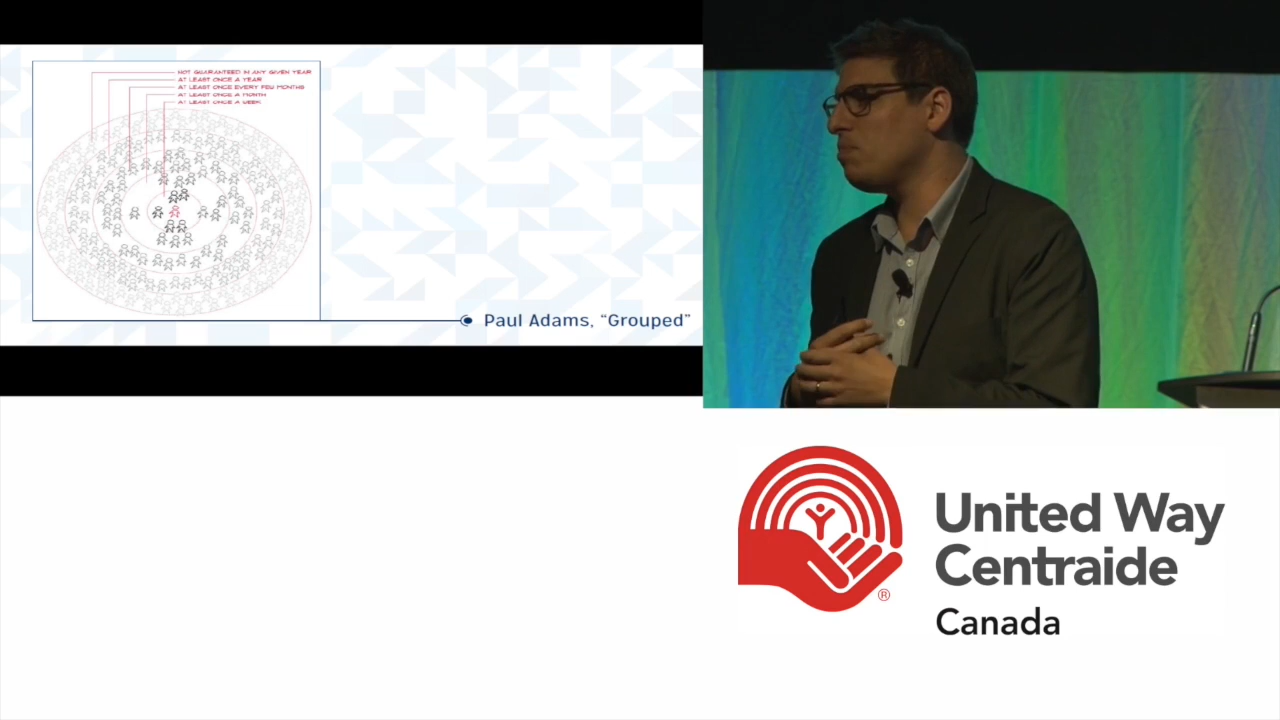 NOT GUARANTEED IN ANY GIVEN YEAR
AT LEAST ONCE A YEAR
AT LEAST ONCE EVERY FEW MONTHS
AT LEAST ONCE A MONTH
AT LEAST ONCE A WEEK
Paul Adams, “Grouped”
United Way
Centraide
Canada
®